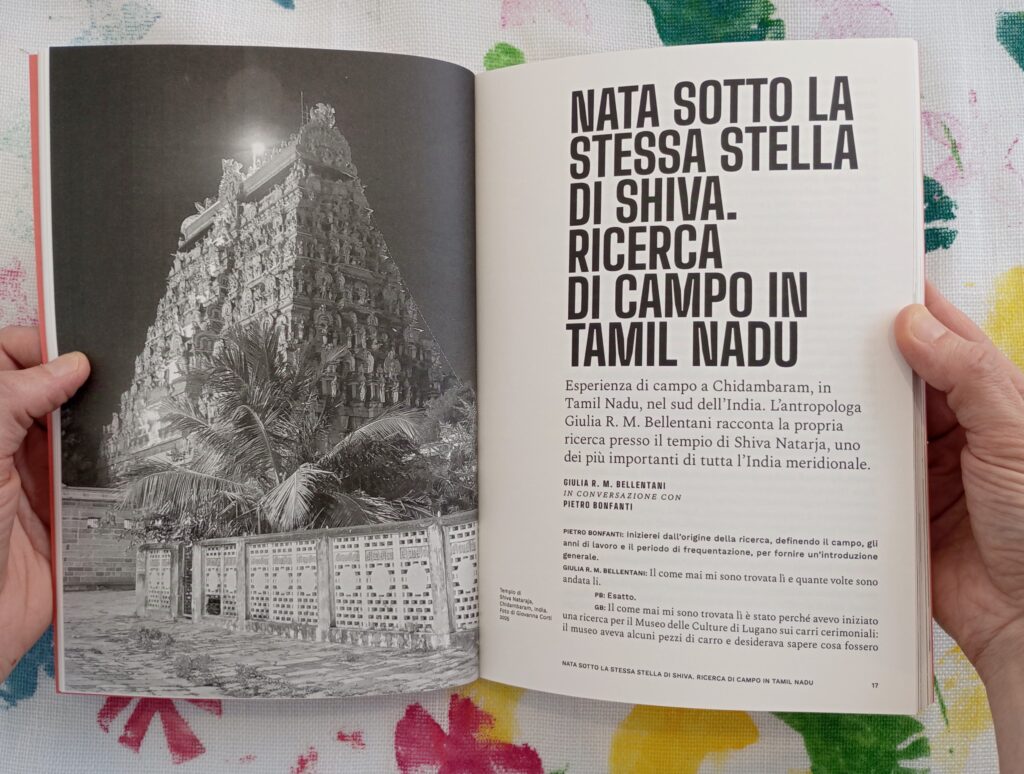 NATA SOTTO LA
STESSA STELLA
DI SHIVA.
RICERCA
DI CAMPO IN
TAMIL NADU
Esperienza di campo a Chidambaram, in
Tamil Nadu, nel sud dell’India. L’antropologa
Giulia R. M. Bellentani racconta la propria
ricerca presso il tempio di Shiva Natarja, uno
dei più importanti di tutta l’India meridionale.
GIULIA R. M. BELLENTANI
IN CONVERSAZIONE CON
PIETRO BONFANTI
PIETRO BONFANTI: Inizierei dall’origine della ricerca, definendo il campo, gli
anni di lavoro e il periodo di frequentazione, per fornire un’introduzione
generale.
GIULIA R. M. BELLENTANI: Il come mai mi sono trovata lì e quante volte sono
andata lì.
PB: Esatto.
GB: Il come mai mi sono trovata lì è stato perché avevo iniziato
una ricerca per il Museo delle Culture di Lugano sui carri cerimoniali:
il museo aveva alcuni pezzi di carro e desiderava sapere cosa fossero
Tempio di
Shiva Nataraja,
Chidambaram, India.
Foto di Giovanna Corti
2025
NATA SOTTO LA STESSA STELLA DI SHIVA. RICERCA DI CAMPO IN TAMIL NADU
17